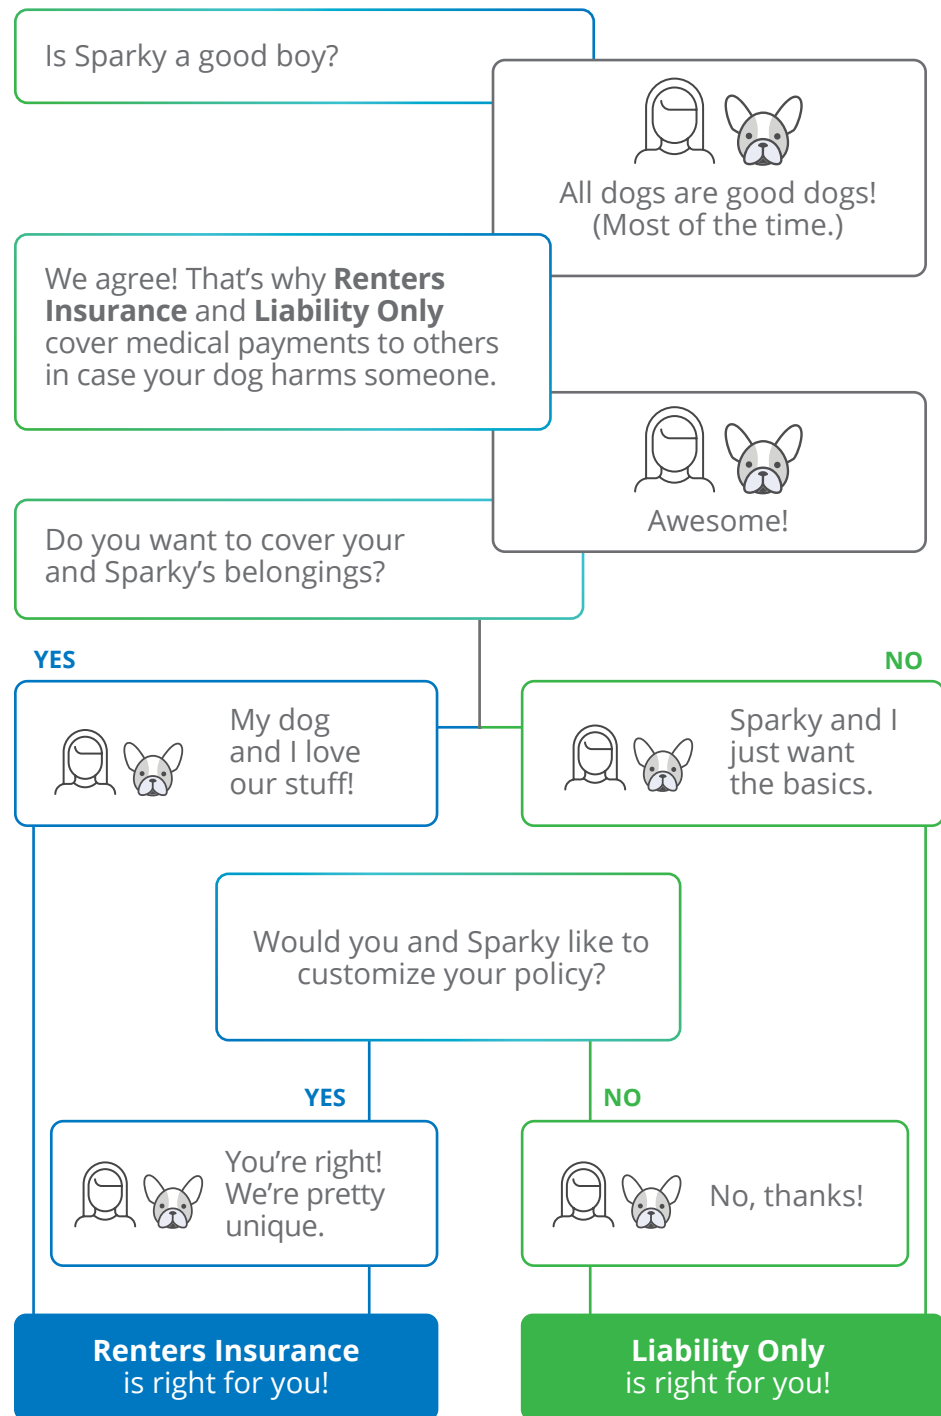 Is Sparky a good boy?
All dogs are good dogs!
(Most of the time.)
We agree! That’s why Renters
Insurance and Liability Only
cover medical payments to others
in case your dog harms someone.
Awesome!
Do you want to cover your
and Sparky’s belongings?
YES
NO
My dog
and I love
our stuff!
Sparky and I
just want
the basics.
Would you and Sparky like to
customize your policy?
YES
NO
You’re right!
We’re pretty
unique.
No, thanks!
Renters Insurance
is right for you!
Liability Only
is right for you!